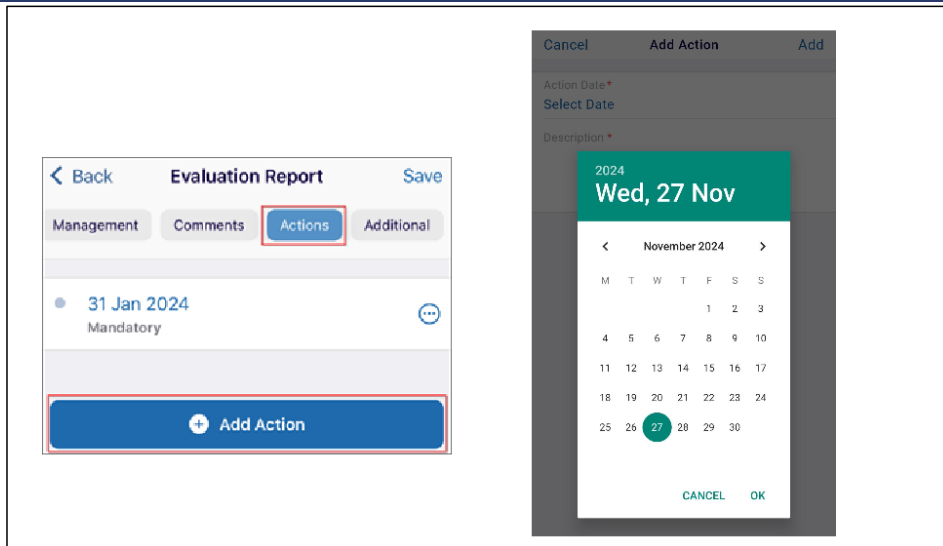 Back Evaluation Report Save
Management Comments Actions Additional
31 Jan 2024
Mandatory
Add Action
Cancel Add Action Add
Action Date*
Select Date
Description *
2024
Wed, 27 Nov
November 2024
M T W T F S S
1 2 3
4 5 6 7 8 9 10
11 12 13 14 15 16 17
18 19 20 21 22 23 24
25 26 27 28 29 30
CANCEL OK